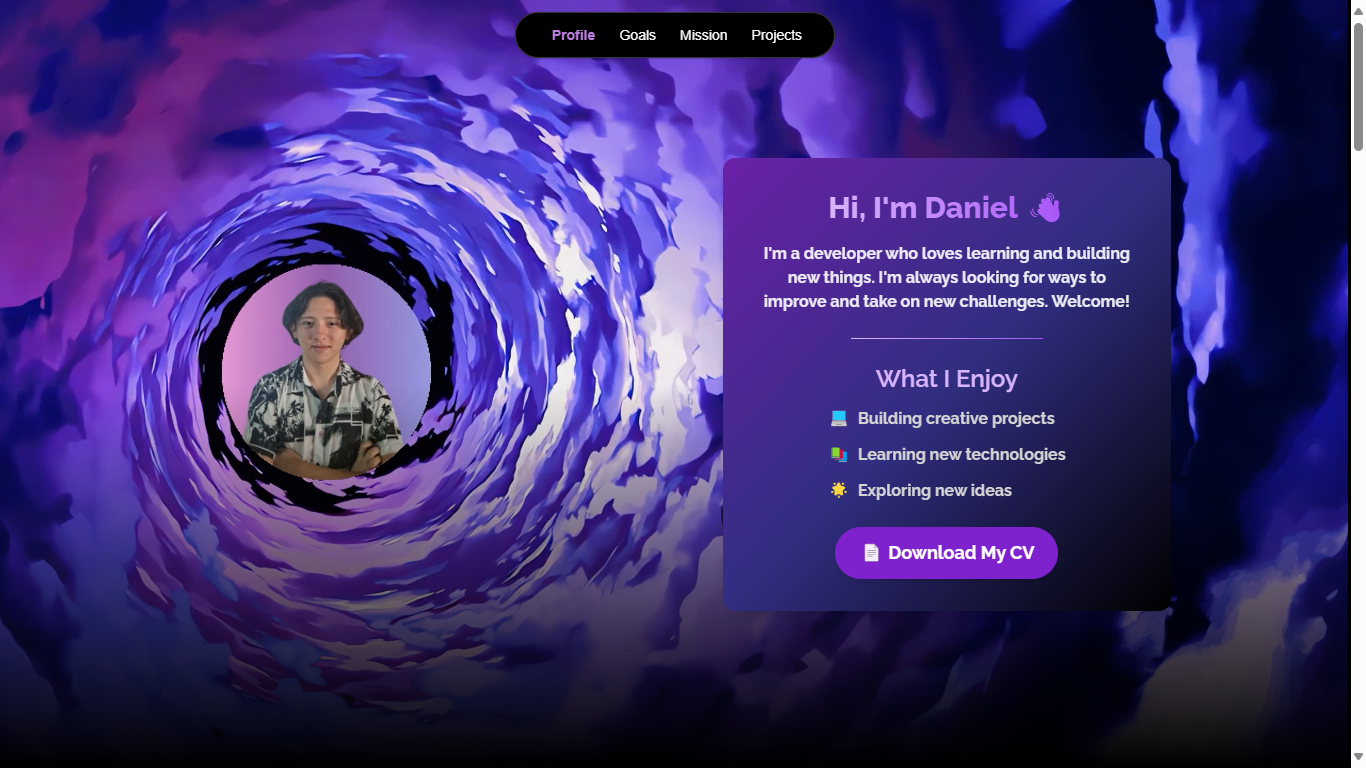 Profile Goals Mission Projects
Hi, I'm Daniel 👋
I'm a developer who loves learning and building
new things. I'm always looking for ways to
improve and take on new challenges. Welcome!
What I Enjoy
💻 Building creative projects
📚 Learning new technologies
🌟 Exploring new ideas
📄 Download My CV